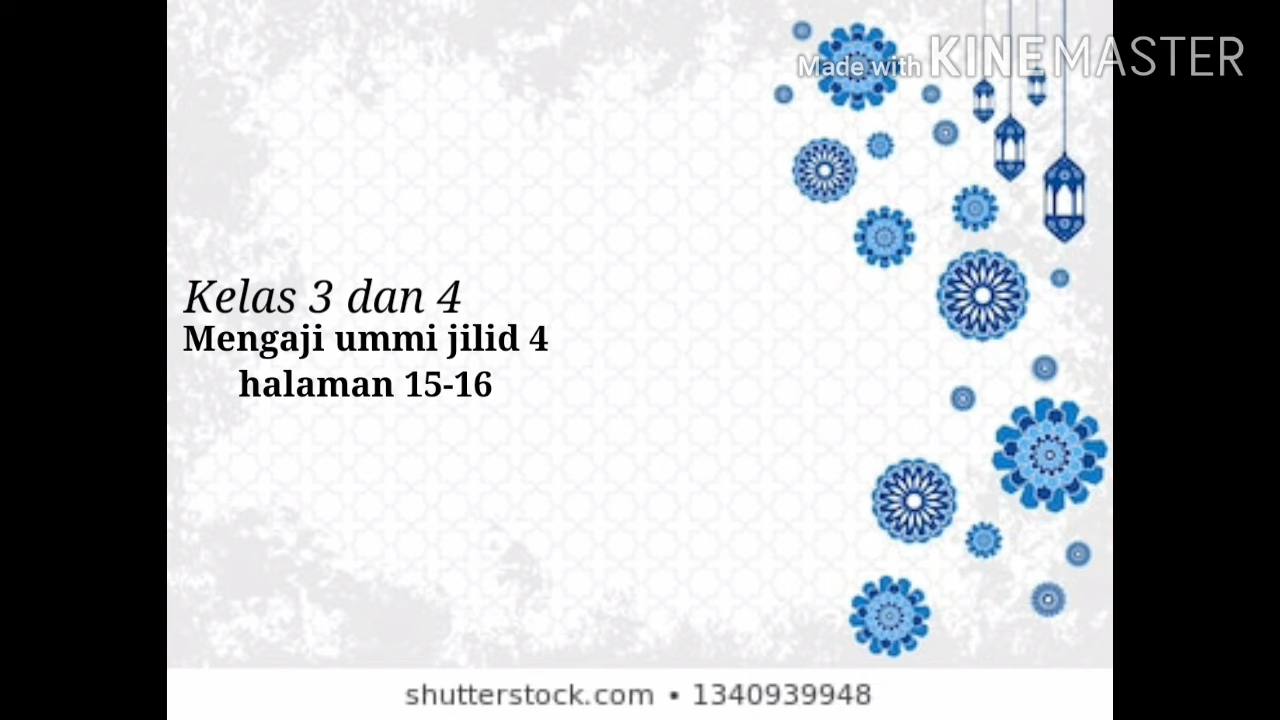 Made with KINEMASTER
Kelas 3 dan 4
Mengaji ummi jilid 4
halaman 15-16
shutterstock.com • 1340939948